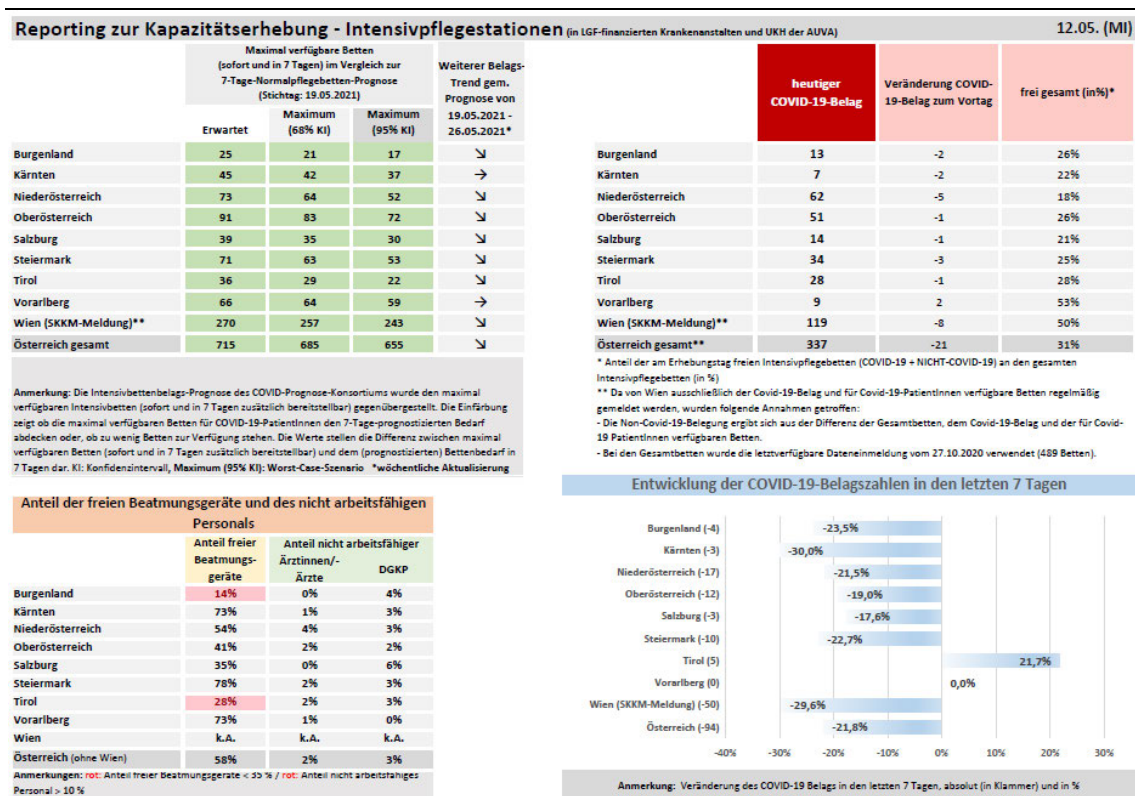 Reporting zur Kapazitätserhebung - Intensivpflegestationen (in LGF-finanzierten Krankenanstalten und UKH der AUVA) 12.05. (MI)
Maximal verfügbare Betten
(sofort und in 7 Tagen) im Vergleich zur
7-Tage-Normalpflegebetten-Prognose
(Stichtag: 19.05.2021)
Weiterer Belags-
Trend gem.
Prognose von
19.05.2021 -
26.05.2021*
Erwartet Maximum (68% KI) Maximum (95% KI)
Burgenland 25 21 17 ↘
Kärnten 45 42 37 →
Niederösterreich 73 64 52 ↘
Oberösterreich 91 83 72 ↘
Salzburg 39 35 30 ↘
Steiermark 71 63 53 ↘
Tirol 36 29 22 ↘
Vorarlberg 66 64 59 →
Wien (SKKM-Meldung)** 270 257 243 ↘
Österreich gesamt 715 685 655 ↘
Anmerkung: Die Intensivbettenbelags-Prognose des COVID-Prognose-Konsortiums wurde den maximal
verfügbaren Intensivbetten (sofort und in 7 Tagen zusätzlich bereitstellbar) gegenübergestellt. Die Einfärbung
zeigt ob die maximal verfügbaren Betten für COVID-19-PatientInnen den 7-Tage-prognostizierten Bedarf
abdecken oder, ob zu wenig Betten zur Verfügung stehen. Die Werte stellen die Differenz zwischen maximal
verfügbaren Betten (sofort und in 7 Tagen zusätzlich bereitstellbar) und dem (prognostizierten) Bettenbedarf in
7 Tagen dar. KI: Konfidenzintervall, Maximum (95% KI): Worst-Case-Szenario *wöchentliche Aktualisierung
heutiger COVID-19-Belag Veränderung COVID-19-Belag zum Vortag frei gesamt (in%)*
Burgenland 13 -2 26%
Kärnten 7 -2 22%
Niederösterreich 62 -5 18%
Oberösterreich 51 -1 26%
Salzburg 14 -1 21%
Steiermark 34 -3 25%
Tirol 28 -1 28%
Vorarlberg 9 2 53%
Wien (SKKM-Meldung)** 119 -8 50%
Österreich gesamt** 337 -21 31%
* Anteil der am Erhebungstag freien Intensivpflegebetten (COVID-19 + NICHT-COVID-19) an den gesamten
Intensivpflegebetten (in %)
** Da von Wien ausschließlich der Covid-19-Belag und für Covid-19-PatientInnen verfügbare Betten regelmäßig
gemeldet werden, wurden folgende Annahmen getroffen:
- Die Non-Covid-19-Belegung ergibt sich aus der Differenz der Gesamtbetten, dem Covid-19-Belag und der für Covid-
19 PatientInnen verfügbaren Betten.
- Bei den Gesamtbetten wurde die letztverfügbare Dateneinmeldung vom 27.10.2020 verwendet (489 Betten).
Anteil der freien Beatmungsgeräte und des nicht arbeitsfähigen
Personals
Anteil freier Beatmungs-geräte Anteil nicht arbeitsfähiger
Ärztinnen/-Ärzte DGKP
Burgenland 14% 0% 4%
Kärnten 73% 1% 3%
Niederösterreich 54% 4% 3%
Oberösterreich 41% 2% 2%
Salzburg 35% 0% 6%
Steiermark 78% 2% 3%
Tirol 28% 2% 3%
Vorarlberg 73% 1% 0%
Wien k.A. k.A. k.A.
Österreich (ohne Wien) 58% 2% 3%
Anmerkungen: rot: Anteil freier Beatmungsgeräte < 35 % / rot: Anteil nicht arbeitsfähiges
Personal > 10 %
Entwicklung der COVID-19-Belagszahlen in den letzten 7 Tagen
Burgenland (-4) -23,5%
Kärnten (-3) -30,0%
Niederösterreich (-17) -21,5%
Oberösterreich (-12) -19,0%
Salzburg (-3) -17,6%
Steiermark (-10) -22,7%
Tirol (5) 21,7%
Vorarlberg (0) 0,0%
Wien (SKKM-Meldung) (-50) -29,6%
Österreich (-94) -21,8%
-40% -30% -20% -10% 0% 10% 20% 30%
Anmerkung: Veränderung des COVID-19 Belags in den letzten 7 Tagen, absolut (in Klammer) und in %